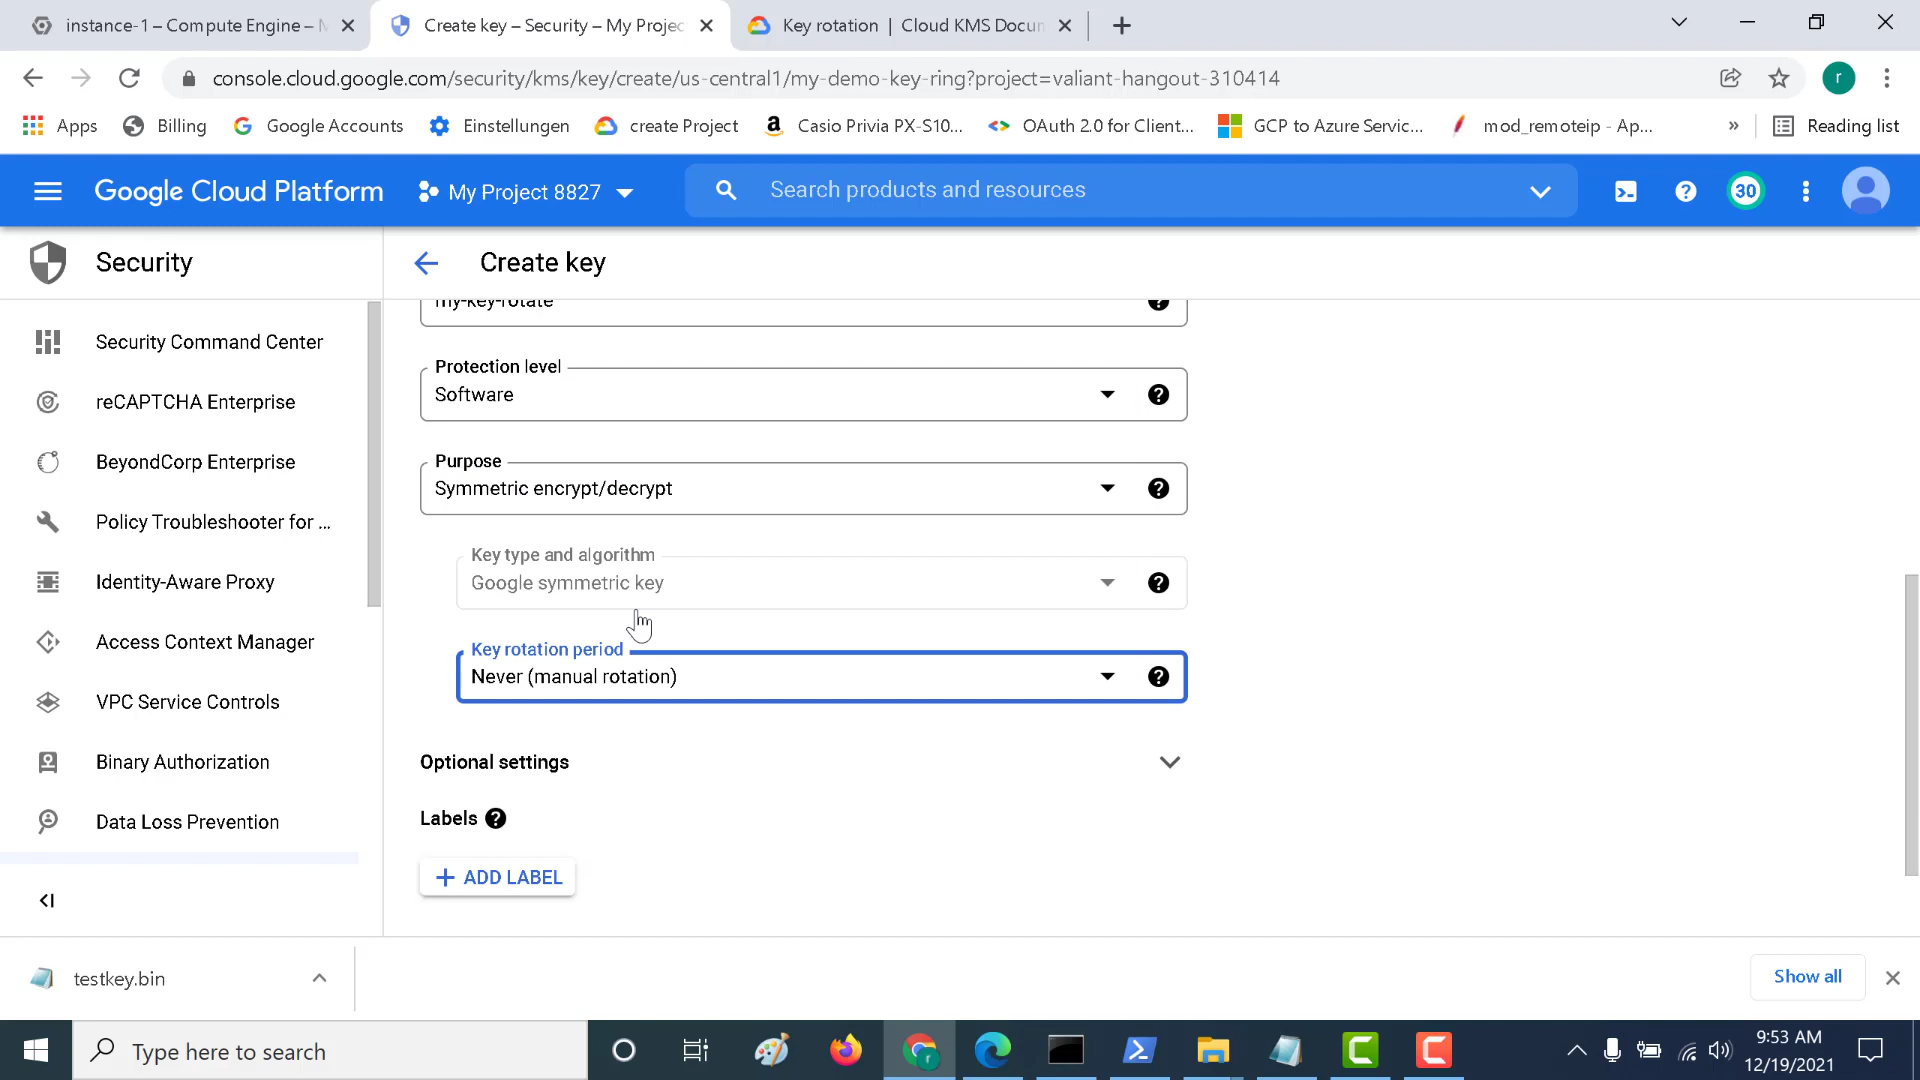 instance-1 – Compute Engine – M
Create key – Security – My Projec
Key rotation | Cloud KMS Docum
console.cloud.google.com/security/kms/key/create/us-central1/my-demo-key-ring?project=valiant-hangout-310414
r
Apps
Billing
Google Accounts
Einstellungen
create Project
Casio Privia PX-S10...
OAuth 2.0 for Client...
GCP to Azure Servic...
mod_remoteip - Ap...
»
Reading list
Google Cloud Platform
My Project 8827
Search products and resources
30
Security
Create key
Security Command Center
reCAPTCHA Enterprise
BeyondCorp Enterprise
Policy Troubleshooter for ...
Identity-Aware Proxy
Access Context Manager
VPC Service Controls
Binary Authorization
Data Loss Prevention
my-key-rotate
Protection level
Software
Purpose
Symmetric encrypt/decrypt
Key type and algorithm
Google symmetric key
Key rotation period
Never (manual rotation)
Optional settings
Labels
ADD LABEL
testkey.bin
Show all
Type here to search
9:53 AM
12/19/2021